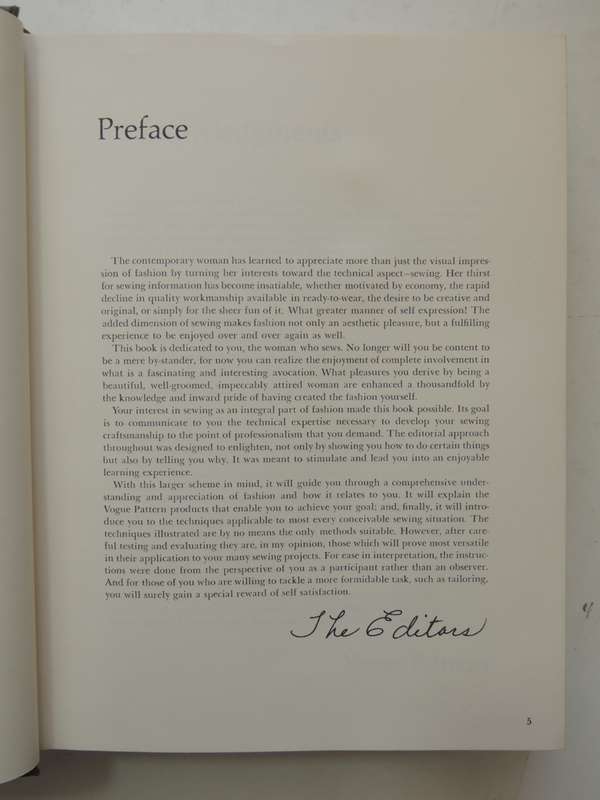 Preface
The contemporary woman has learned to appreciate more than just the visual impres-
sion of fashion by turning her interests toward the technical aspect—sewing. Her thirst
for sewing information has become insatiable, whether motivated by economy, the rapid
decline in quality workmanship available in ready-to-wear, the desire to be creative and
original, or simply for the sheer fun of it. What greater manner of self expression! The
added dimension of sewing makes fashion not only an aesthetic pleasure, but a fulfilling
experience to be enjoyed over and over again as well.
This book is dedicated to you, the woman who sews. No longer will you be content to
be a mere by-stander, for now you can realize the enjoyment of complete involvement in
what is a fascinating and interesting avocation. What pleasures you derive by being a
beautiful, well-groomed, impeccably attired woman are enhanced a thousandfold by
the knowledge and inward pride of having created the fashion yourself.
Your interest in sewing as an integral part of fashion made this book possible. Its goal
is to communicate to you the technical expertise necessary to develop your sewing
craftsmanship to the point of professionalism that you demand. The editorial approach
throughout was designed to enlighten, not only by showing you how to do certain things
but also by telling you why. It was meant to stimulate and lead you into an enjoyable
learning experience.
With this larger scheme in mind, it will guide you through a comprehensive under-
standing and appreciation of fashion and how it relates to you. It will explain the
Vogue Pattern products that enable you to achieve your goal; and, finally, it will intro-
duce you to the techniques applicable to most every conceivable sewing situation. The
techniques illustrated are by no means the only methods suitable. However, after care-
ful testing and evaluating they are, in my opinion, those which will prove most versatile
in their application to your many sewing projects. For ease in interpretation, the instruc-
tions were done from the perspective of you as a participant rather than an observer.
And for those of you who are willing to tackle a more formidable task, such as tailoring,
you will surely gain a special reward of self satisfaction.
The Editors
5